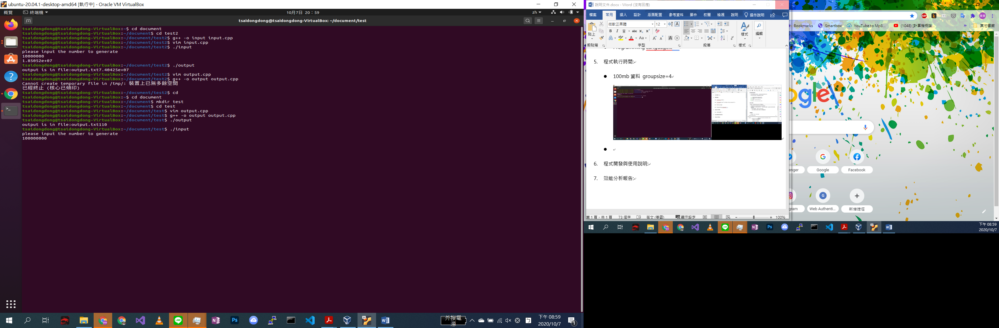 ubuntu-20.04.1-desktop-amd64 [執行中] - Oracle VM VirtualBox
概覽 終端機 10月7日 20：59 zh
tsaidongdong@tsaidongdong-VirtualBox: ~/document/test
tsaidongdong@tsaidongdong-VirtualBox:~$ cd document
tsaidongdong@tsaidongdong-VirtualBox:~/document$ cd test2
tsaidongdong@tsaidongdong-VirtualBox:~/document/test2$ g++ -o input input.cpp
tsaidongdong@tsaidongdong-VirtualBox:~/document/test2$ vim input.cpp
tsaidongdong@tsaidongdong-VirtualBox:~/document/test2$ ./input
please input the number to generate
10000000
1.85052e+07
tsaidongdong@tsaidongdong-VirtualBox:~/document/test2$ ./output
output is in file:output.txt7.40425e+07
tsaidongdong@tsaidongdong-VirtualBox:~/document/test2$ vim output.cpp
tsaidongdong@tsaidongdong-VirtualBox:~/document/test2$ g++ -o output output.cpp
Cannot create temporary file in /tmp/: 裝置上已無多餘空間
已經終止 (核心已傾印)
tsaidongdong@tsaidongdong-VirtualBox:~/document/test2$ cd
tsaidongdong@tsaidongdong-VirtualBox:~$ cd document
tsaidongdong@tsaidongdong-VirtualBox:~/document$ mkdir test
tsaidongdong@tsaidongdong-VirtualBox:~/document$ cd test
tsaidongdong@tsaidongdong-VirtualBox:~/document/test$ vim output.cpp
tsaidongdong@tsaidongdong-VirtualBox:~/document/test$ g++ -o output output.cpp
tsaidongdong@tsaidongdong-VirtualBox:~/document/test$ ./output
output is in file:output.txt110
tsaidongdong@tsaidongdong-VirtualBox:~/document/test$ ./input
please input the number to generate
100000000
外接電源
下午 08:59
2020/10/7
說明文件.docx - Word (沒有回應)
檔案 常用 插入 設計 版面配置 參考資料 郵件 校閱 檢視 說明 操作說明
貼上 微軟正黑體 12 樣式 編輯
剪貼簿 字型 段落 樣式
5. 程式執行時間:
● 100mb 資料 groupsize=4
6. 程式開發與使用說明:
7. 效能分析報告:
第 1 頁，共 1 頁 73 個字 英文 (美國) 顯示設定 100%
Bookmarks Smartbox YouTube to Mp3... (1048) [計算機概論... » 其他書籤
ogle
enger Google Facebook
gram Web Authenti... 新增捷徑
下午 08:59
2020/10/7